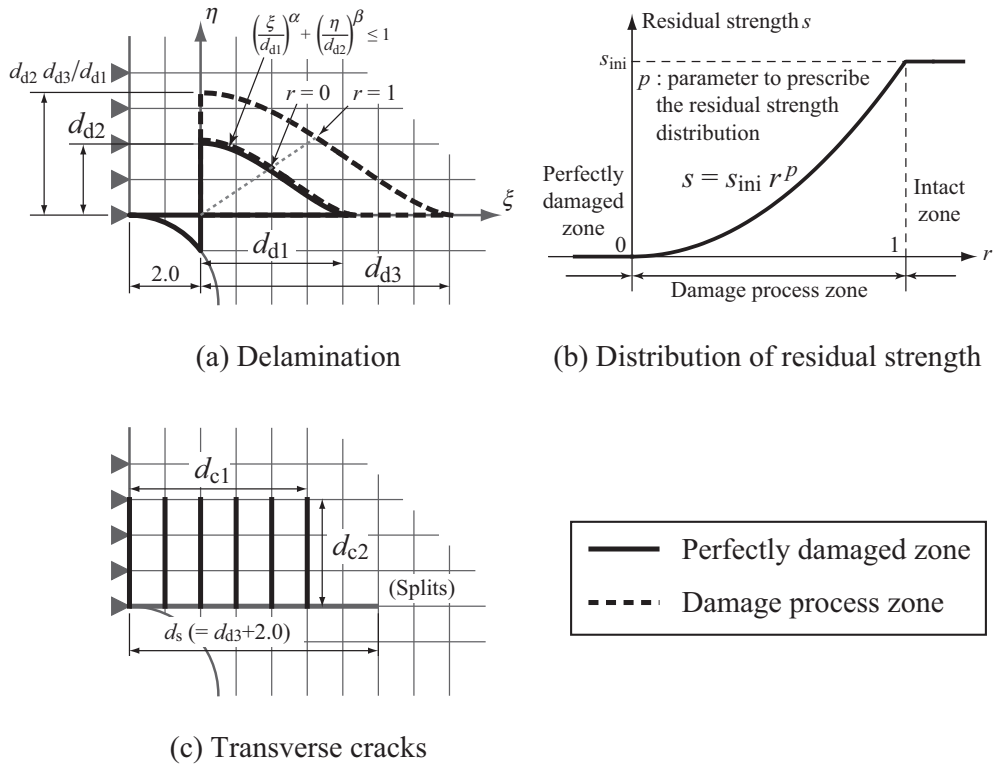 η
(ξ/d_d1)^α + (η/d_d2)^β ≤ 1
d_d2 d_d3/d_d1
r = 0
r = 1
d_d2
ξ
d_d1
2.0
d_d3
(a) Delamination
Residual strength s
s_ini
p : parameter to prescribe
the residual strength
distribution
s = s_ini r^p
Perfectly
damaged
zone
Intact
zone
0
1
r
Damage process zone
(b) Distribution of residual strength
d_c1
d_c2
(Splits)
d_s (= d_d3+2.0)
(c) Transverse cracks
Perfectly damaged zone
Damage process zone